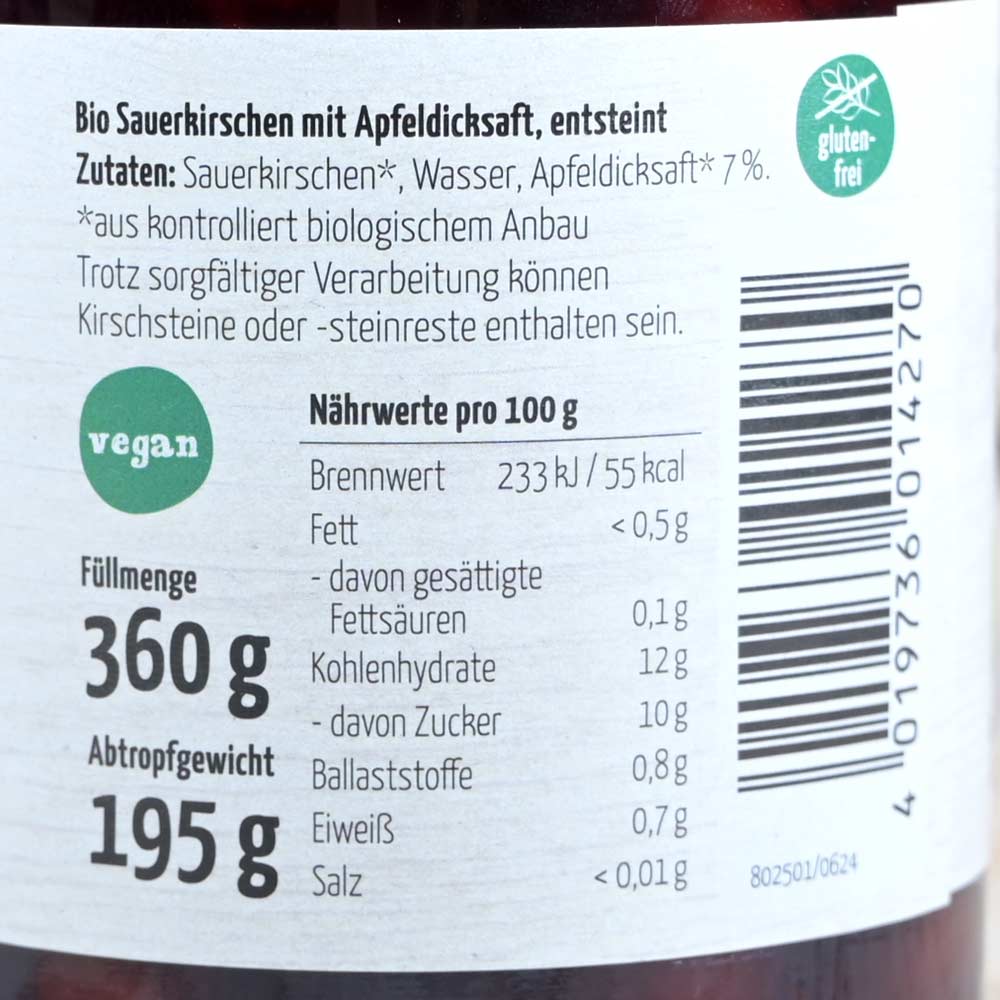 Bio Sauerkirschen mit Apfeldicksaft, entsteint
Zutaten: Sauerkirschen*, Wasser, Apfeldicksaft* 7 %.
*aus kontrolliert biologischem Anbau
Trotz sorgfältiger Verarbeitung können
Kirschsteine oder -steinreste enthalten sein.
gluten-
frei
vegan
Füllmenge
360 g
Abtropfgewicht
195 g
Nährwerte pro 100 g
Brennwert 233 kJ / 55 kcal
Fett < 0,5 g
- davon gesättigte
Fettsäuren 0,1 g
Kohlenhydrate 12 g
- davon Zucker 10 g
Ballaststoffe 0,8 g
Eiweiß 0,7 g
Salz < 0,01 g
4 019736 014270
802501/0624